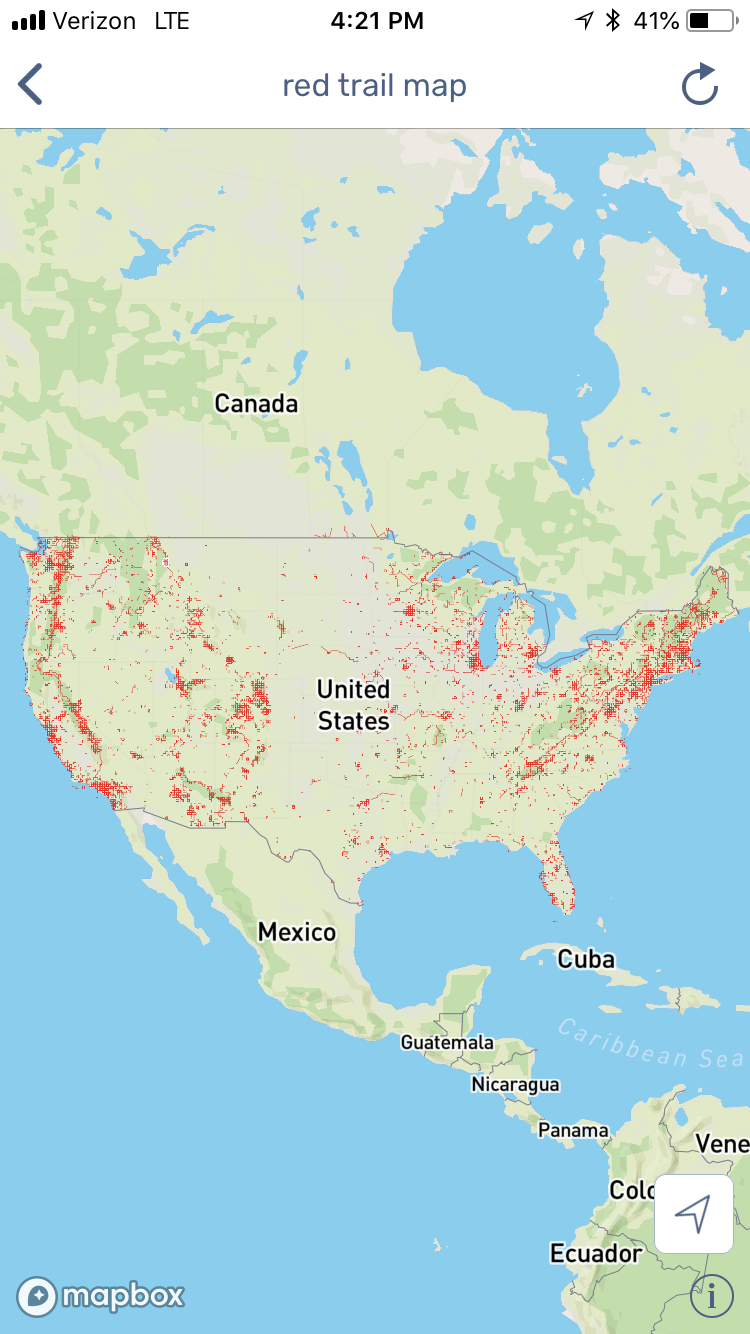 Verizon LTE 4:21 PM 41%
red trail map
Canada
United
States
Mexico
Cuba
Guatemala
Caribbean Sea
Nicaragua
Panama
Vene
Colo
Ecuador
mapbox
i